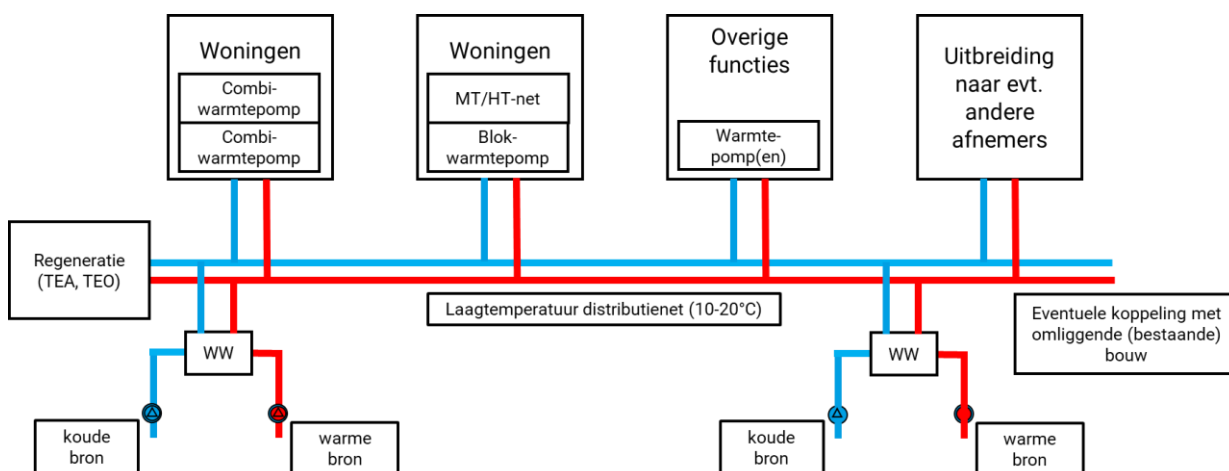 Woningen
Combi-
warmtepomp
Combi-
warmtepomp
Woningen
MT/HT-net
Blok-
warmtepomp
Overige
functies
Warmte-
pomp(en)
Uitbreiding
naar evt.
andere
afnemers
Regeneratie
(TEA, TEO)
Laagtemperatuur distributienet (10-20°C)
Eventuele koppeling met
omliggende (bestaande)
bouw
WW
WW
koude
bron
warme
bron
koude
bron
warme
bron